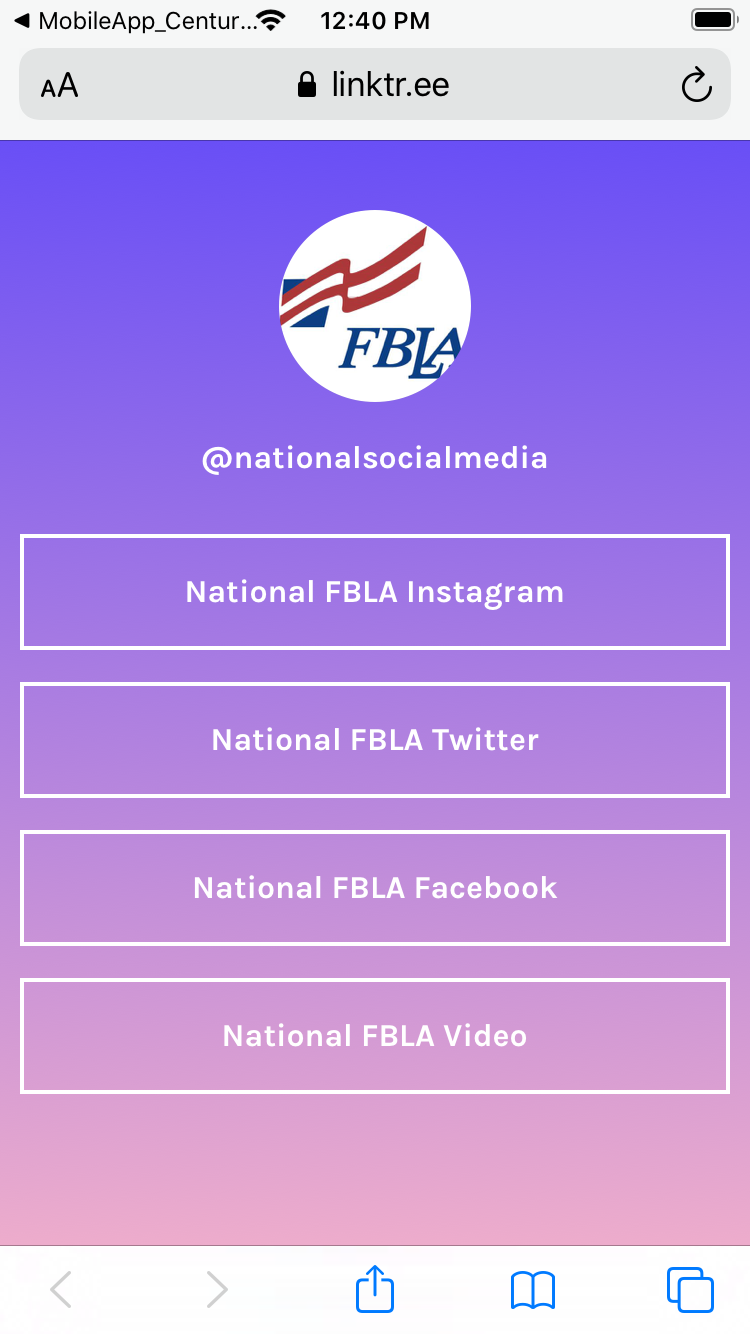 MobileApp_Centur... 12:40 PM
AA linktr.ee
FBLA
@nationalsocialmedia
National FBLA Instagram
National FBLA Twitter
National FBLA Facebook
National FBLA Video